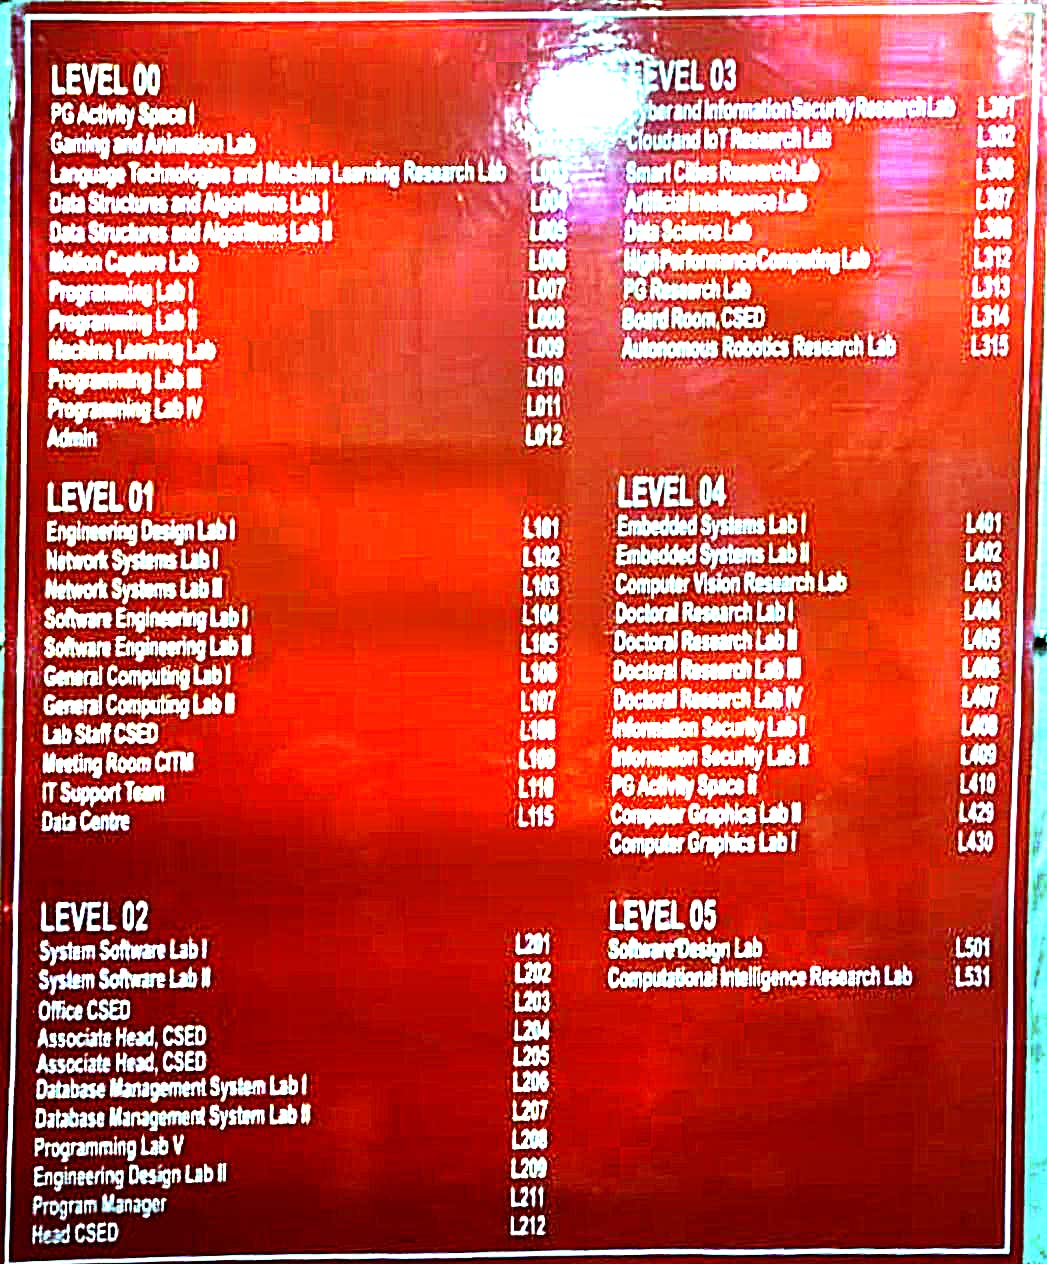 LEVEL 00
PG Activity Space I
Gaming and Animation Lab
Language Technologies and Machine Learning Research Lab L003
Data Structures and Algorithms Lab I L004
Data Structures and Algorithms Lab II L005
Motion Capture Lab L006
Programming Lab I L007
Programming Lab II L008
Machine Learning Lab L009
Programming Lab III L010
Programming Lab IV L011
Admin L012
LEVEL 01
Engineering Design Lab I L101
Network Systems Lab I L102
Network Systems Lab II L103
Software Engineering Lab I L104
Software Engineering Lab II L105
General Computing Lab I L106
General Computing Lab II L107
Lab Staff CSED L108
Meeting Room CITM L109
IT Support Team L110
Data Centre L115
LEVEL 02
System Software Lab I L201
System Software Lab II L202
Office CSED L203
Associate Head, CSED L204
Associate Head, CSED L205
Database Management System Lab I L206
Database Management System Lab II L207
Programming Lab V L208
Engineering Design Lab II L209
Program Manager L211
Head CSED L212
LEVEL 03
Cyber and Information Security Research Lab L301
Cloud and IoT Research Lab L302
Smart Cities Research Lab L306
Artificial Intelligence Lab L307
Data Science Lab L308
High Performance Computing Lab L312
PG Research Lab L313
Board Room, CSED L314
Autonomous Robotics Research Lab L315
LEVEL 04
Embedded Systems Lab I L401
Embedded Systems Lab II L402
Computer Vision Research Lab L403
Doctoral Research Lab I L404
Doctoral Research Lab II L405
Doctoral Research Lab III L406
Doctoral Research Lab IV L407
Information Security Lab I L408
Information Security Lab II L409
PG Activity Space II L410
Computer Graphics Lab II L429
Computer Graphics Lab I L430
LEVEL 05
Software Design Lab L501
Computational Intelligence Research Lab L531